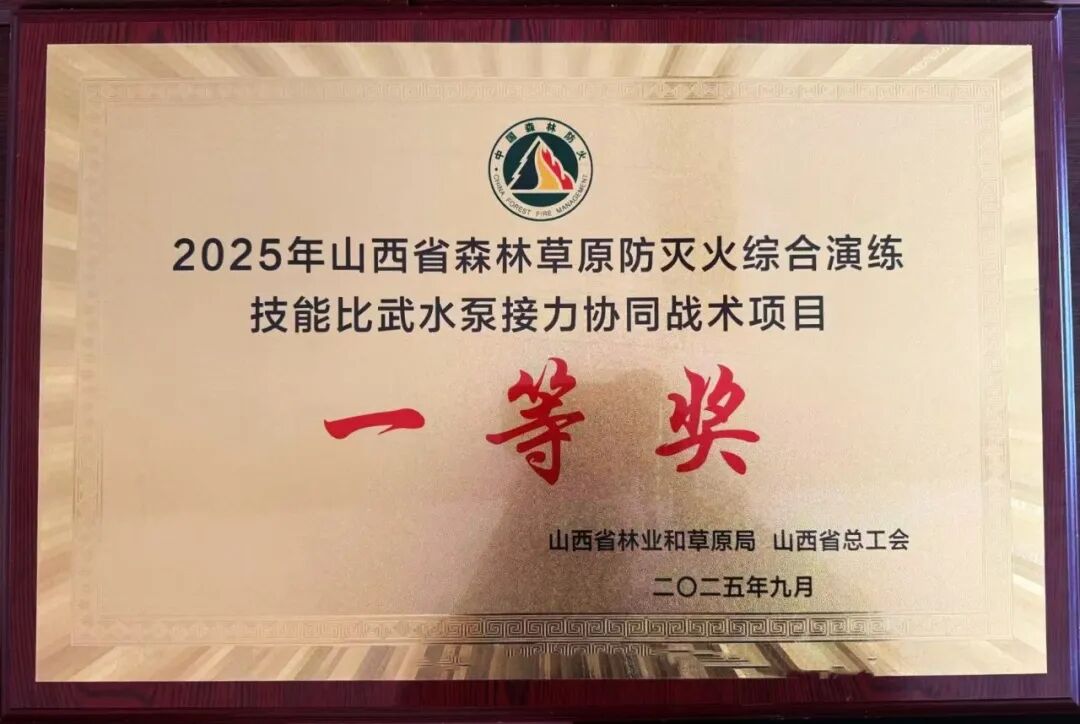 中国森林防火
CHINA FOREST FIRE MANAGEMENT
2025年山西省森林草原防灭火综合演练
技能比武水泵接力协同战术项目
一等奖
山西省林业和草原局 山西省总工会
二〇二五年九月